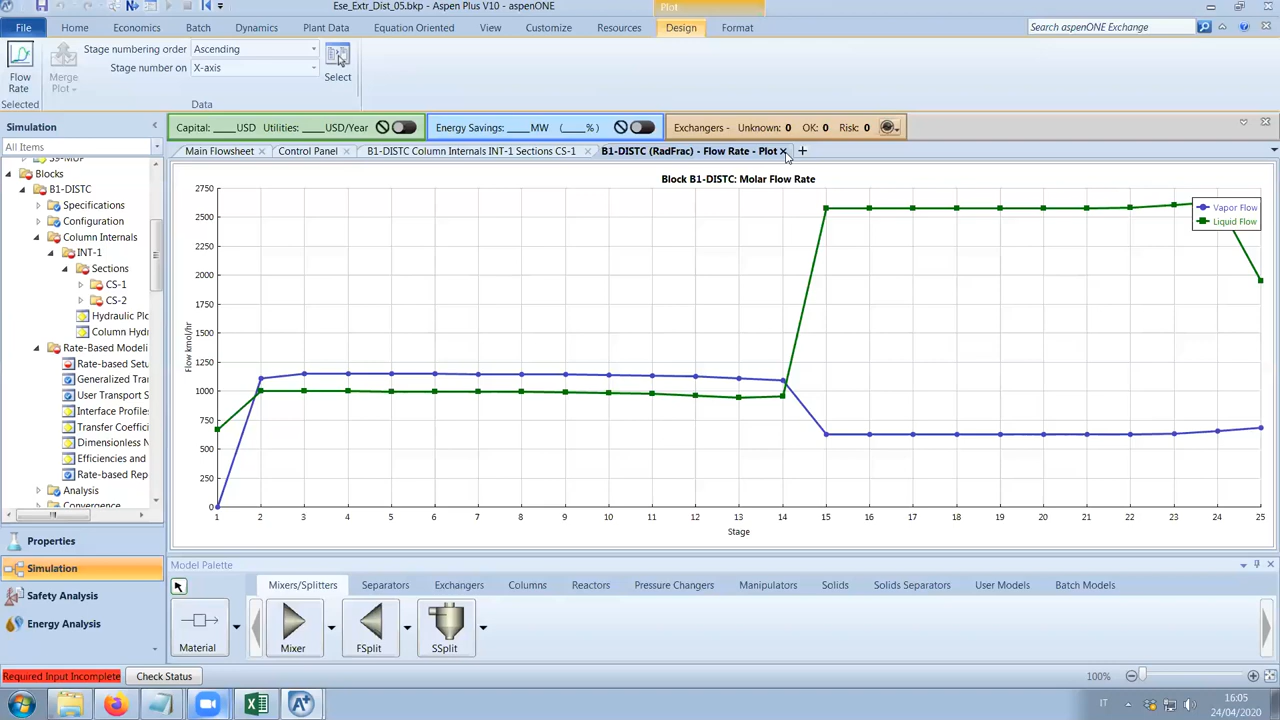 Ese_Extr_Dist_05.bkp - Aspen Plus V10 - aspenONE
Plot
File Home Economics Batch Dynamics Plant Data Equation Oriented View Customize Resources Design Format
Search aspenONE Exchange
Flow Rate
Merge Plot
Stage numbering order Ascending
Stage number on X-axis
Select
Selected
Data
Simulation
Capital: ____USD Utilities: ____USD/Year
Energy Savings: ____MW (____%)
Exchangers - Unknown: 0 OK: 0 Risk: 0
All Items
Main Flowsheet
Control Panel
B1-DISTC Column Internals INT-1 Sections CS-1
B1-DISTC (RadFrac) - Flow Rate - Plot
S9-MUP
Blocks
B1-DISTC
Specifications
Configuration
Column Internals
INT-1
Sections
CS-1
CS-2
Hydraulic Plo
Column Hydr
Rate-Based Modeli
Rate-based Setu
Generalized Tra
User Transport S
Interface Profiles
Transfer Coeffici
Dimensionless N
Efficiencies and
Rate-based Rep
Analysis
Convergence
Block B1-DISTC: Molar Flow Rate
Vapor Flow
Liquid Flow
Flow kmol/hr
2750
2500
2250
2000
1750
1500
1250
1000
750
500
250
0
1 2 3 4 5 6 7 8 9 10 11 12 13 14 15 16 17 18 19 20 21 22 23 24 25
Stage
Properties
Simulation
Safety Analysis
Energy Analysis
Model Palette
Mixers/Splitters Separators Exchangers Columns Reactors Pressure Changers Manipulators Solids Solids Separators User Models Batch Models
Material
Mixer
FSplit
SSplit
Required Input Incomplete
Check Status
100%
IT
16:05
24/04/2020